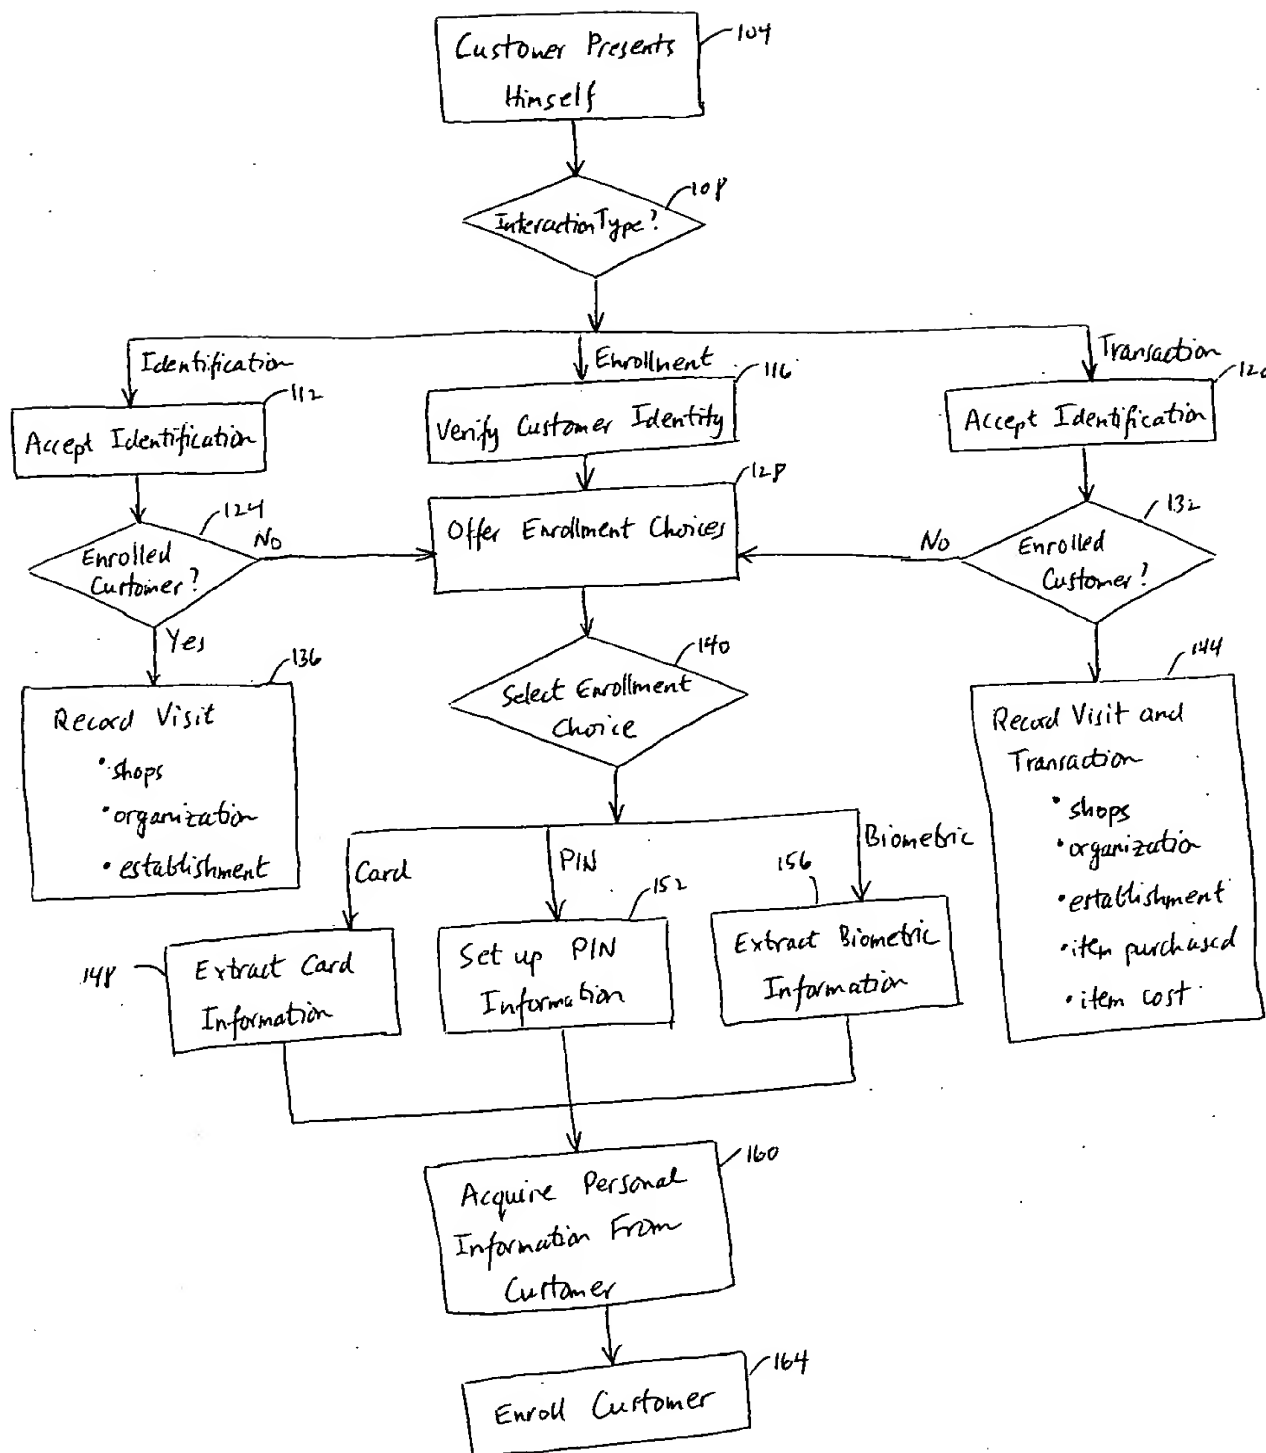 Customer Presents
Himself
104
Interaction Type?
108
Identification
Enrollment
Transaction
112
Accept Identification
116
Verify Customer Identity
Accept Identification
124
Enrolled
Customer?
No
128
Offer Enrollment Choices
132
Enrolled
Customer?
No
Yes
136
Record Visit
• shops
• organization
• establishment
140
Select Enrollment
Choice
144
Record Visit and
Transaction
• shops
• organization
• establishment
• item purchased
• item cost
Card
PIN
Biometric
148
Extract Card
Information
152
Set up PIN
Information
156
Extract Biometric
Information
160
Acquire Personal
Information From
Customer
164
Enroll Customer